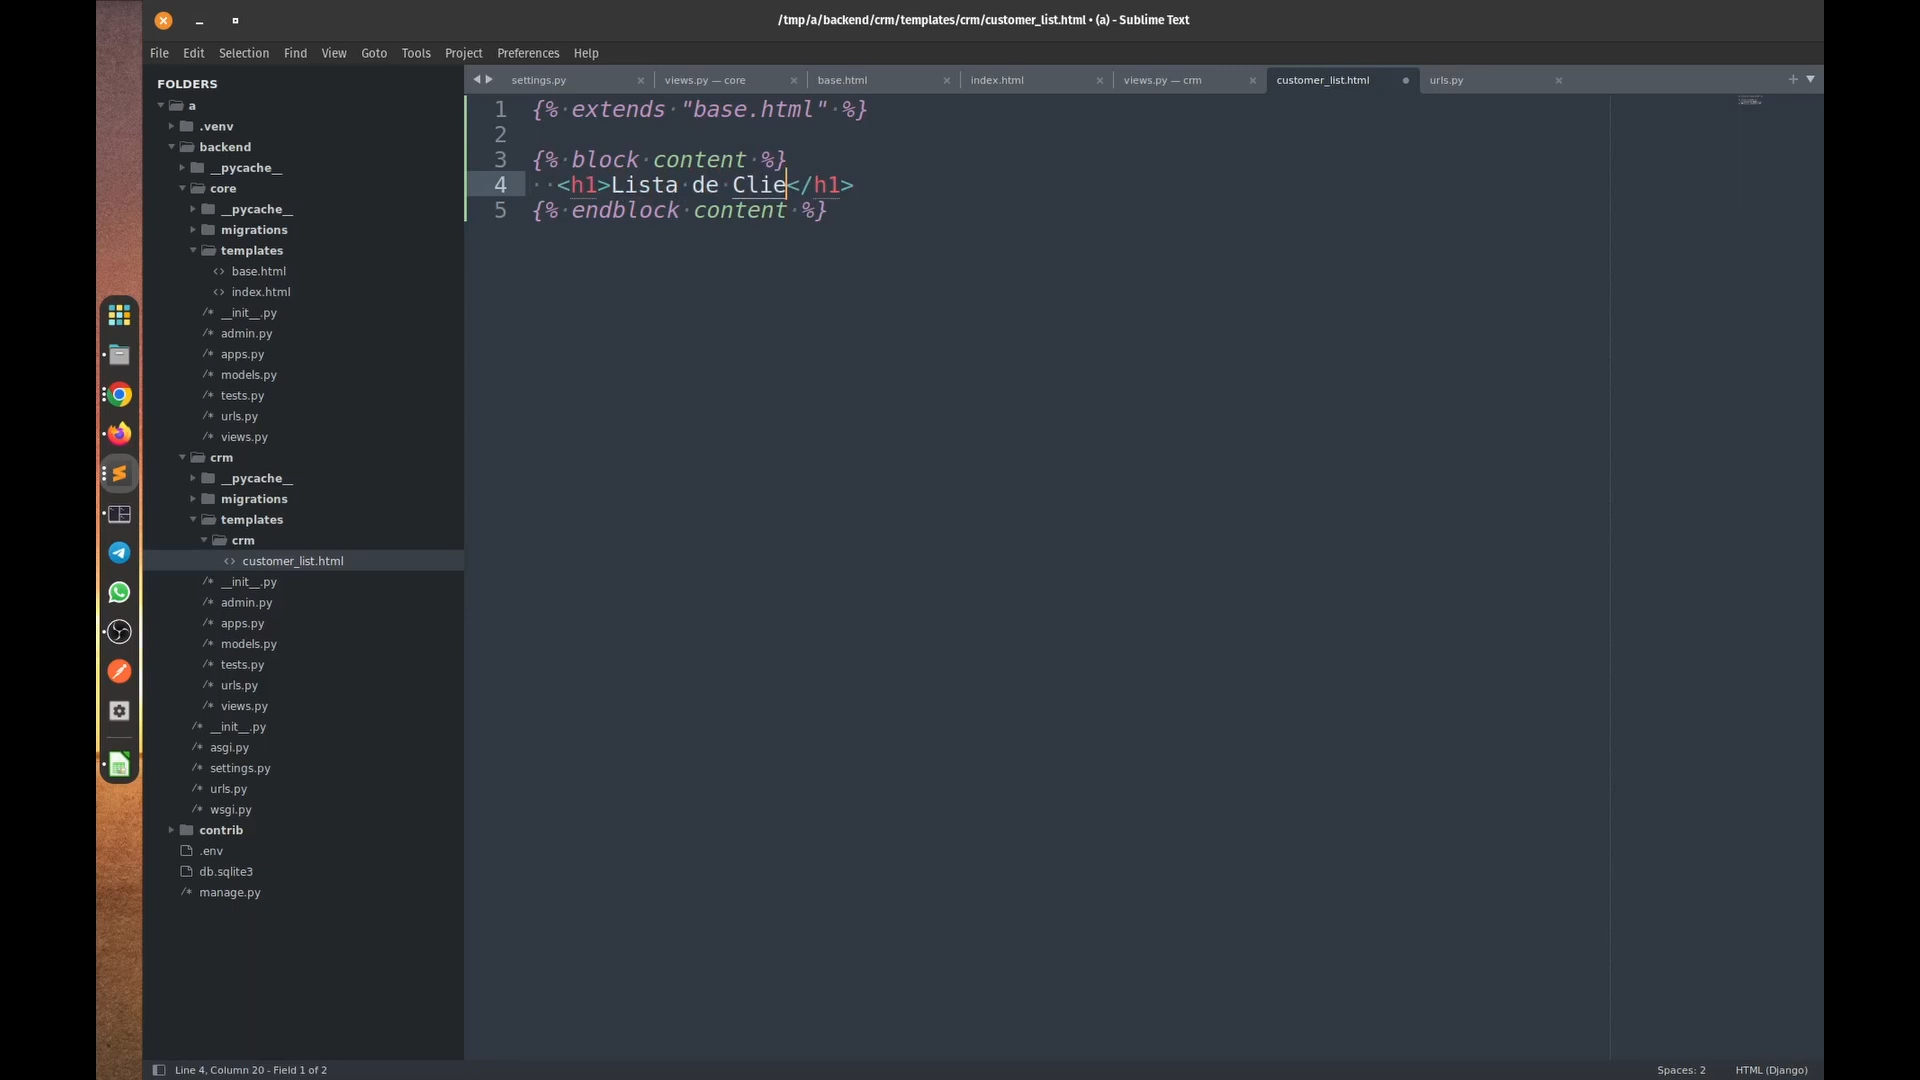 /tmp/a/backend/crm/templates/crm/customer_list.html • (a) - Sublime Text
File Edit Selection Find View Goto Tools Project Preferences Help
FOLDERS
a
.venv
backend
__pycache__
core
__pycache__
migrations
templates
base.html
index.html
__init__.py
admin.py
apps.py
models.py
tests.py
urls.py
views.py
crm
__pycache__
migrations
templates
crm
customer_list.html
__init__.py
admin.py
apps.py
models.py
tests.py
urls.py
views.py
__init__.py
asgi.py
settings.py
urls.py
wsgi.py
contrib
.env
db.sqlite3
manage.py
settings.py views.py — core base.html index.html views.py — crm customer_list.html urls.py
1 {% extends "base.html" %}
2
3 {% block content %}
4 <h1>Lista de Clie</h1>
5 {% endblock content %}
Line 4, Column 20 - Field 1 of 2 Spaces: 2 HTML (Django)